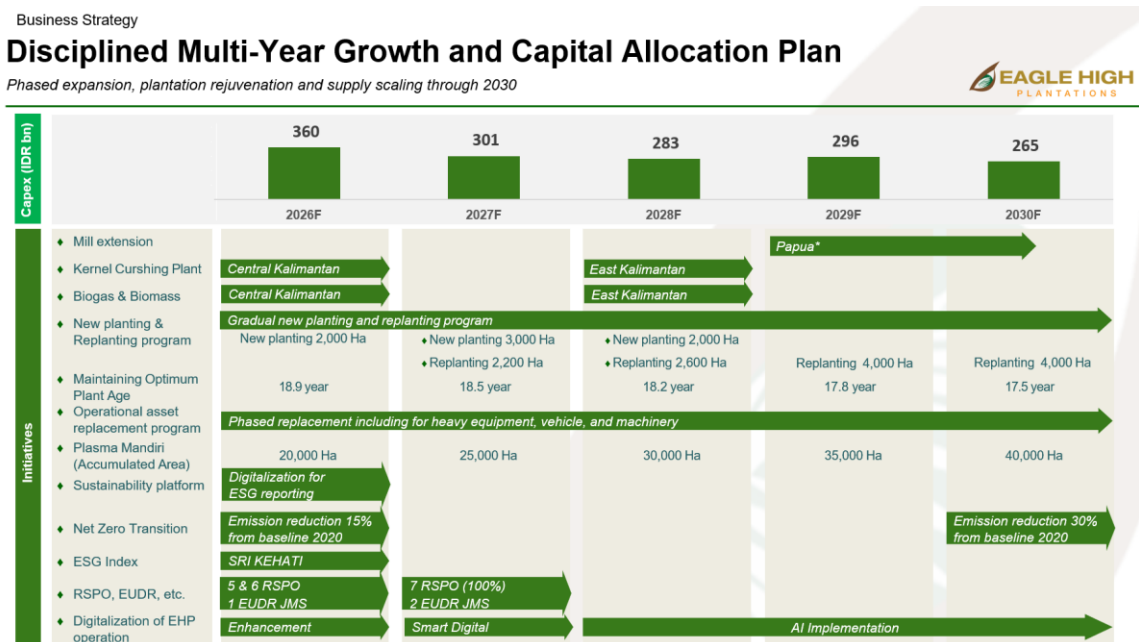 Business Strategy
Disciplined Multi-Year Growth and Capital Allocation Plan
Phased expansion, plantation rejuvenation and supply scaling through 2030
EAGLE HIGH
PLANTATIONS
Capex (IDR bn)
360 301 283 296 265
2026F 2027F 2028F 2029F 2030F
Initiatives
Mill extension
Papua*
Kernel Curshing Plant
Central Kalimantan
East Kalimantan
Biogas & Biomass
Central Kalimantan
East Kalimantan
New planting &
Replanting program
Gradual new planting and replanting program
New planting 2,000 Ha
New planting 3,000 Ha
Replanting 2,200 Ha
New planting 2,000 Ha
Replanting 2,600 Ha
Replanting 4,000 Ha
Replanting 4,000 Ha
Maintaining Optimum
Plant Age
18.9 year 18.5 year 18.2 year 17.8 year 17.5 year
Operational asset
replacement program
Phased replacement including for heavy equipment, vehicle, and machinery
Plasma Mandiri
(Accumulated Area)
20,000 Ha 25,000 Ha 30,000 Ha 35,000 Ha 40,000 Ha
Sustainability platform
Digitalization for
ESG reporting
Net Zero Transition
Emission reduction 15%
from baseline 2020
Emission reduction 30%
from baseline 2020
ESG Index
SRI KEHATI
RSPO, EUDR, etc.
5 & 6 RSPO
1 EUDR JMS
7 RSPO (100%)
2 EUDR JMS
Digitalization of EHP
operation
Enhancement
Smart Digital
AI Implementation